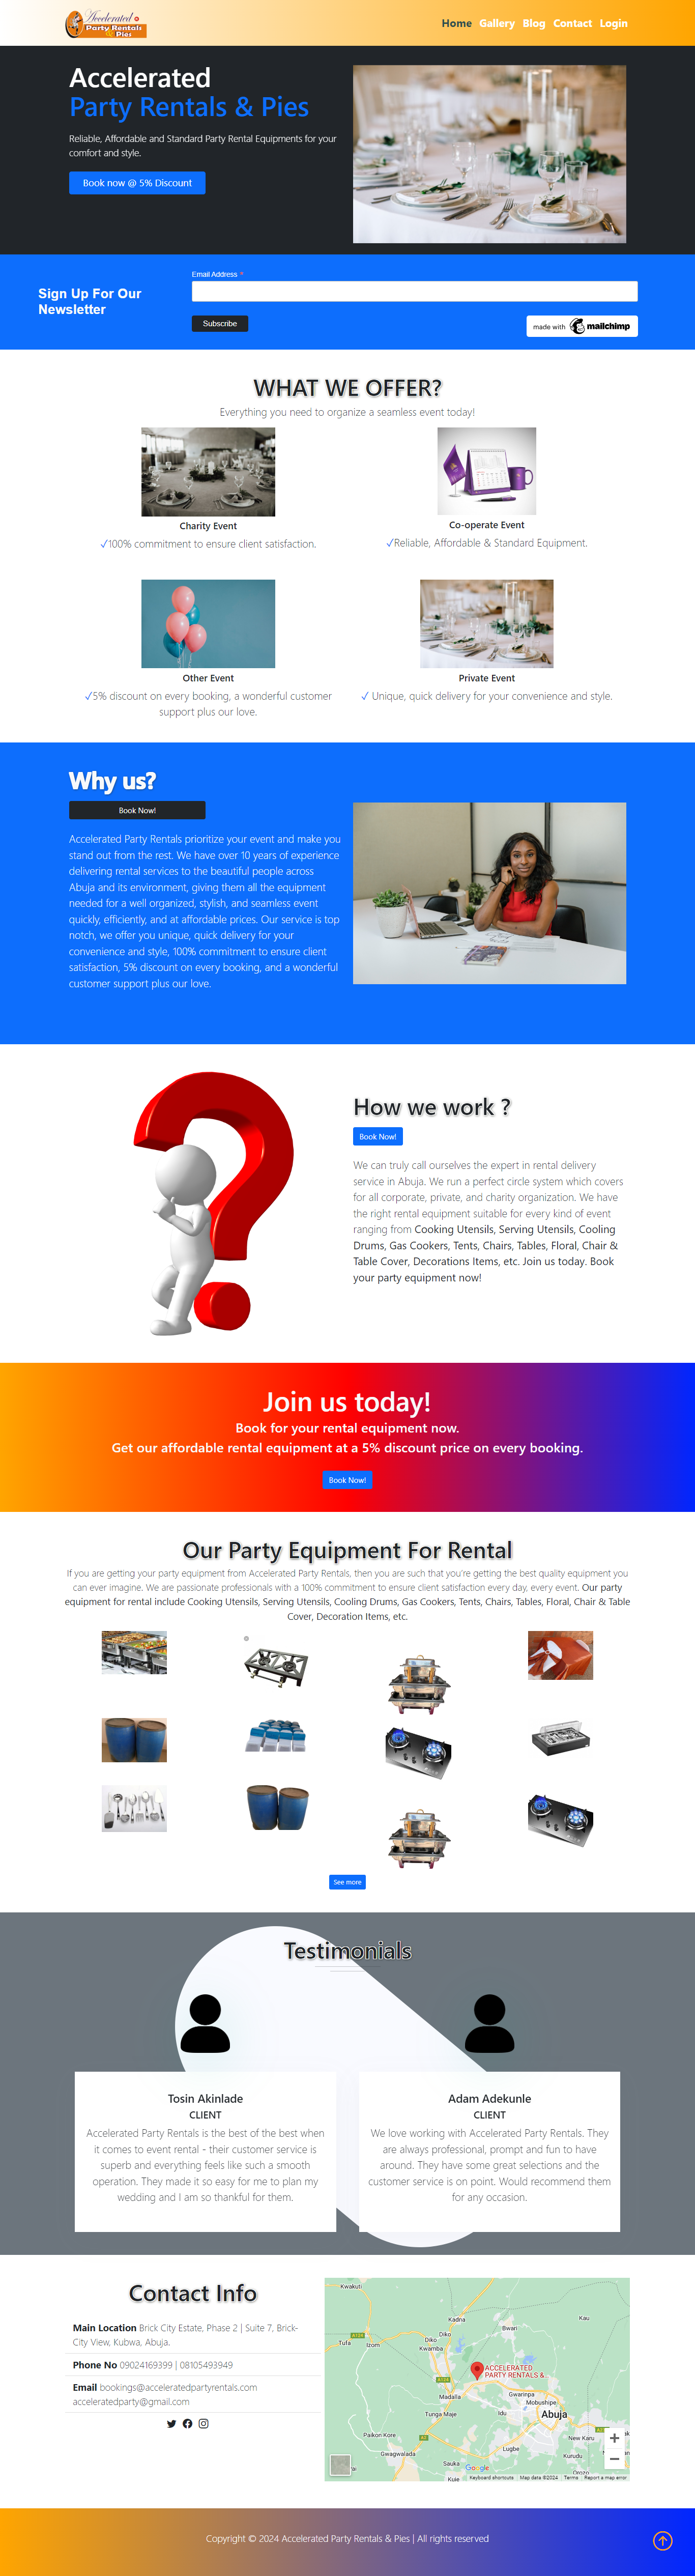 Accelerated
Party Rentals
& Pies
Home Gallery Blog Contact Login
Accelerated
Party Rentals & Pies
Reliable, Affordable and Standard Party Rental Equipments for your
comfort and style.
Book now @ 5% Discount
Sign Up For Our
Newsletter
Email Address *
Subscribe
made with mailchimp
WHAT WE OFFER?
Everything you need to organize a seamless event today!
Charity Event
✓100% commitment to ensure client satisfaction.
Co-operate Event
✓Reliable, Affordable & Standard Equipment.
Other Event
✓5% discount on every booking, a wonderful customer
support plus our love.
Private Event
✓ Unique, quick delivery for your convenience and style.
Why us?
Book Now!
Accelerated Party Rentals prioritize your event and make you
stand out from the rest. We have over 10 years of experience
delivering rental services to the beautiful people across
Abuja and its environment, giving them all the equipment
needed for a well organized, stylish, and seamless event
quickly, efficiently, and at affordable prices. Our service is top
notch, we offer you unique, quick delivery for your
convenience and style, 100% commitment to ensure client
satisfaction, 5% discount on every booking, and a wonderful
customer support plus our love.
How we work ?
Book Now!
We can truly call ourselves the expert in rental delivery
service in Abuja. We run a perfect circle system which covers
for all corporate, private, and charity organization. We have
the right rental equipment suitable for every kind of event
ranging from Cooking Utensils, Serving Utensils, Cooling
Drums, Gas Cookers, Tents, Chairs, Tables, Floral, Chair &
Table Cover, Decorations Items, etc. Join us today. Book
your party equipment now!
Join us today!
Book for your rental equipment now.
Get our affordable rental equipment at a 5% discount price on every booking.
Book Now!
Our Party Equipment For Rental
If you are getting your party equipment from Accelerated Party Rentals, then you are such that you're getting the best quality equipment you
can ever imagine. We are passionate professionals with a 100% commitment to ensure client satisfaction every day, every event. Our party
equipment for rental include Cooking Utensils, Serving Utensils, Cooling Drums, Gas Cookers, Tents, Chairs, Tables, Floral, Chair & Table
Cover, Decoration Items, etc.
See more
Testimonials
Tosin Akinlade
CLIENT
Accelerated Party Rentals is the best of the best when
it comes to event rental - their customer service is
superb and everything feels like such a smooth
operation. They made it so easy for me to plan my
wedding and I am so thankful for them.
Adam Adekunle
CLIENT
We love working with Accelerated Party Rentals. They
are always professional, prompt and fun to have
around. They have some great selections and the
customer service is on point. Would recommend them
for any occasion.
Contact Info
Main Location Brick City Estate, Phase 2 | Suite 7, Brick-
City View, Kubwa, Abuja.
Phone No 09024169399 | 08105493949
Email bookings@acceleratedpartyrentals.com
acceleratedparty@gmail.com
Kwakuti
Kadna
Kau
A124
Diko
Bwari
Tufa
Izom
Diko
Kwamba
ACCELERATED
PARTY RENTALS &
Madalla
Gwarinpa
Mobushipe
Tunga Maje
Idu
Abuja
A234
Paikon Kore
A2
New Karu
Gwagwalada
Lugbe
Kurudu
Sauka
Kuje
Orozo
Google
Keyboard shortcuts Map data ©2024 Terms Report a map error
Copyright © 2024 Accelerated Party Rentals & Pies | All rights reserved